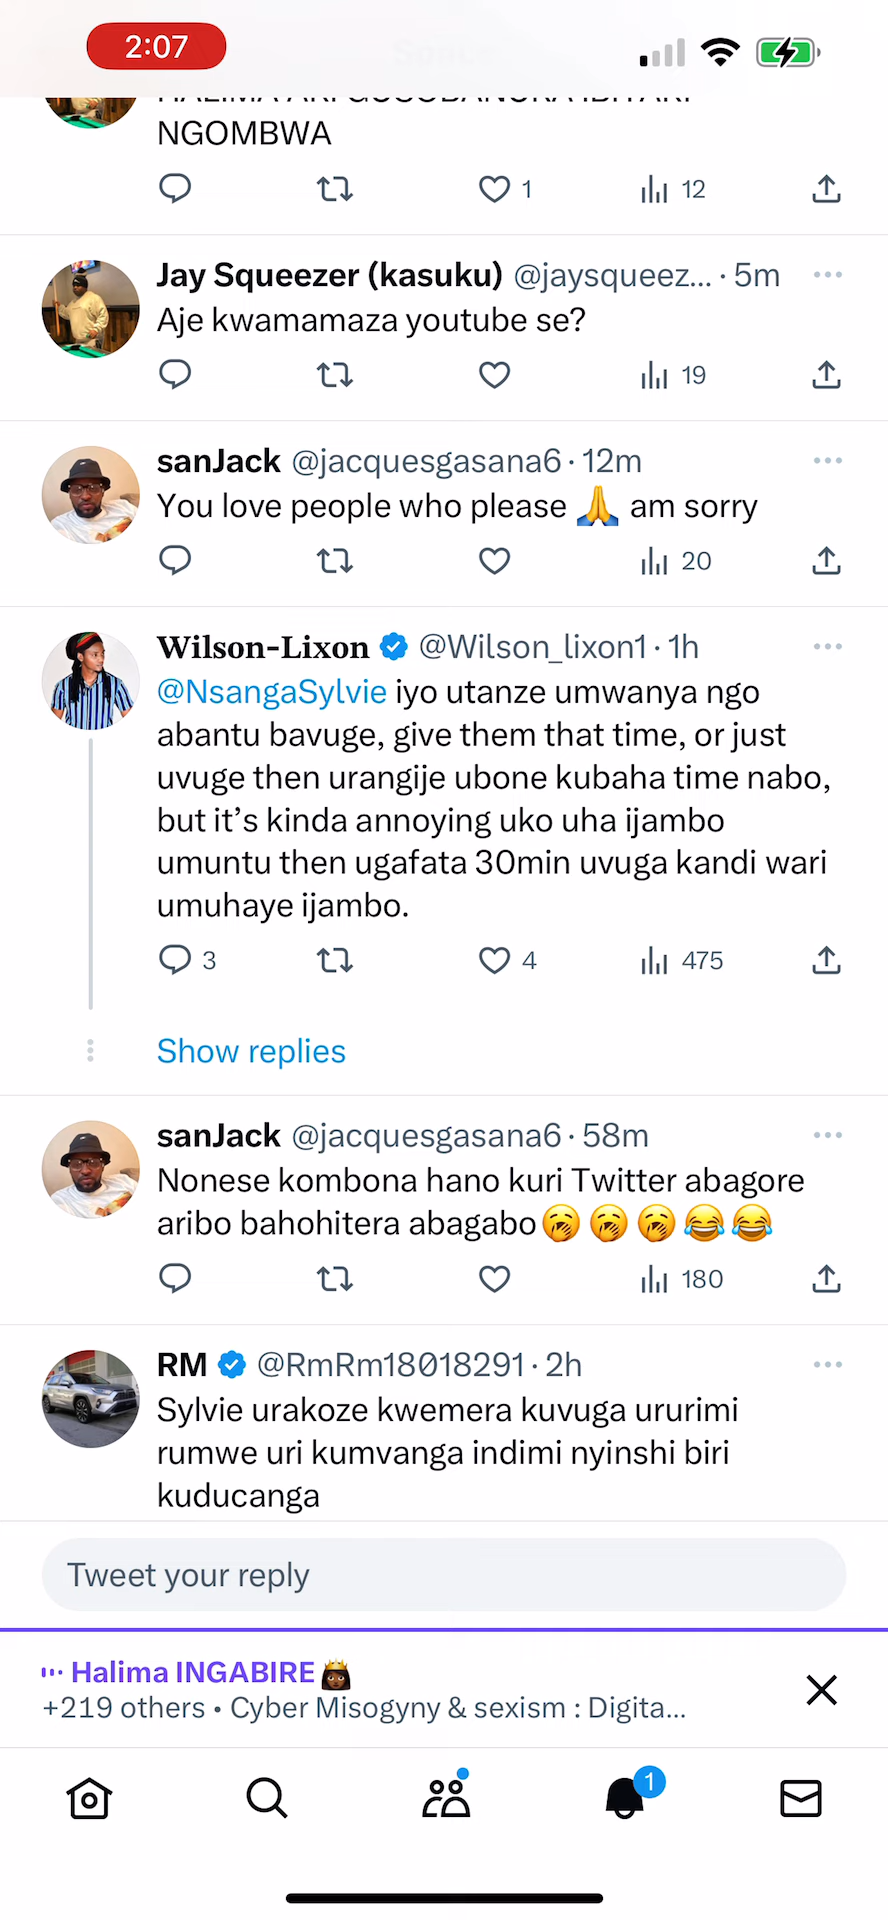 2:07
NGOMBWA
1
12
Jay Squeezer (kasuku) @jaysqueez... · 5m
Aje kwamamaza youtube se?
19
sanJack @jacquesgasana6 · 12m
You love people who please 🙏 am sorry
20
Wilson-Lixon @Wilson_lixon1 · 1h
@NsangaSylvie iyo utanze umwanya ngo
abantu bavuge, give them that time, or just
uvuge then urangije ubone kubaha time nabo,
but it’s kinda annoying uko uha ijambo
umuntu then ugafata 30min uvuga kandi wari
umuhaye ijambo.
3
4
475
Show replies
sanJack @jacquesgasana6 · 58m
Nonese kombona hano kuri Twitter abagore
aribo bahohitera abagabo🥱🥱🥱😂😂
180
RM @RmRm18018291 · 2h
Sylvie urakoze kwemera kuvuga ururimi
rumwe uri kumvanga indimi nyinshi biri
kuducanga
Tweet your reply
Halima INGABIRE👸🏿
+219 others • Cyber Misogyny & sexism : Digita...
1